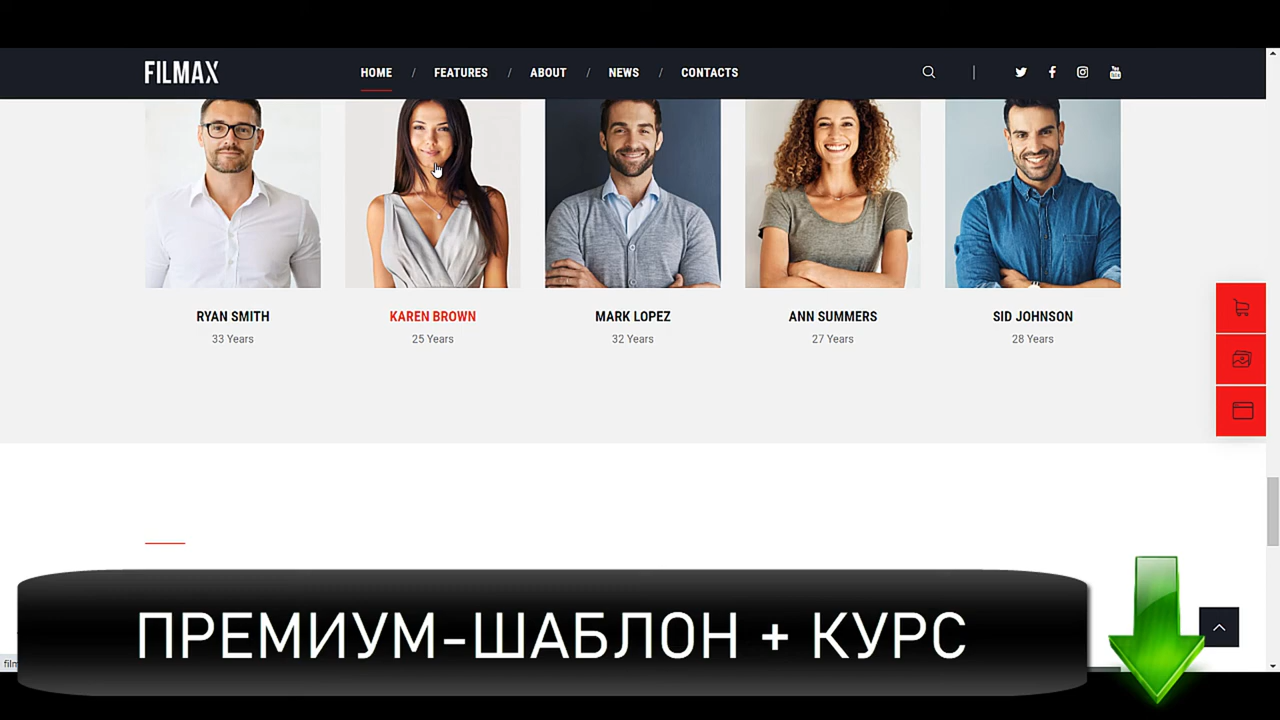 FILMAX
HOME / FEATURES / ABOUT / NEWS / CONTACTS
RYAN SMITH
33 Years
KAREN BROWN
25 Years
MARK LOPEZ
32 Years
ANN SUMMERS
27 Years
SID JOHNSON
28 Years
ПРЕМИУМ-ШАБЛОН + КУРС